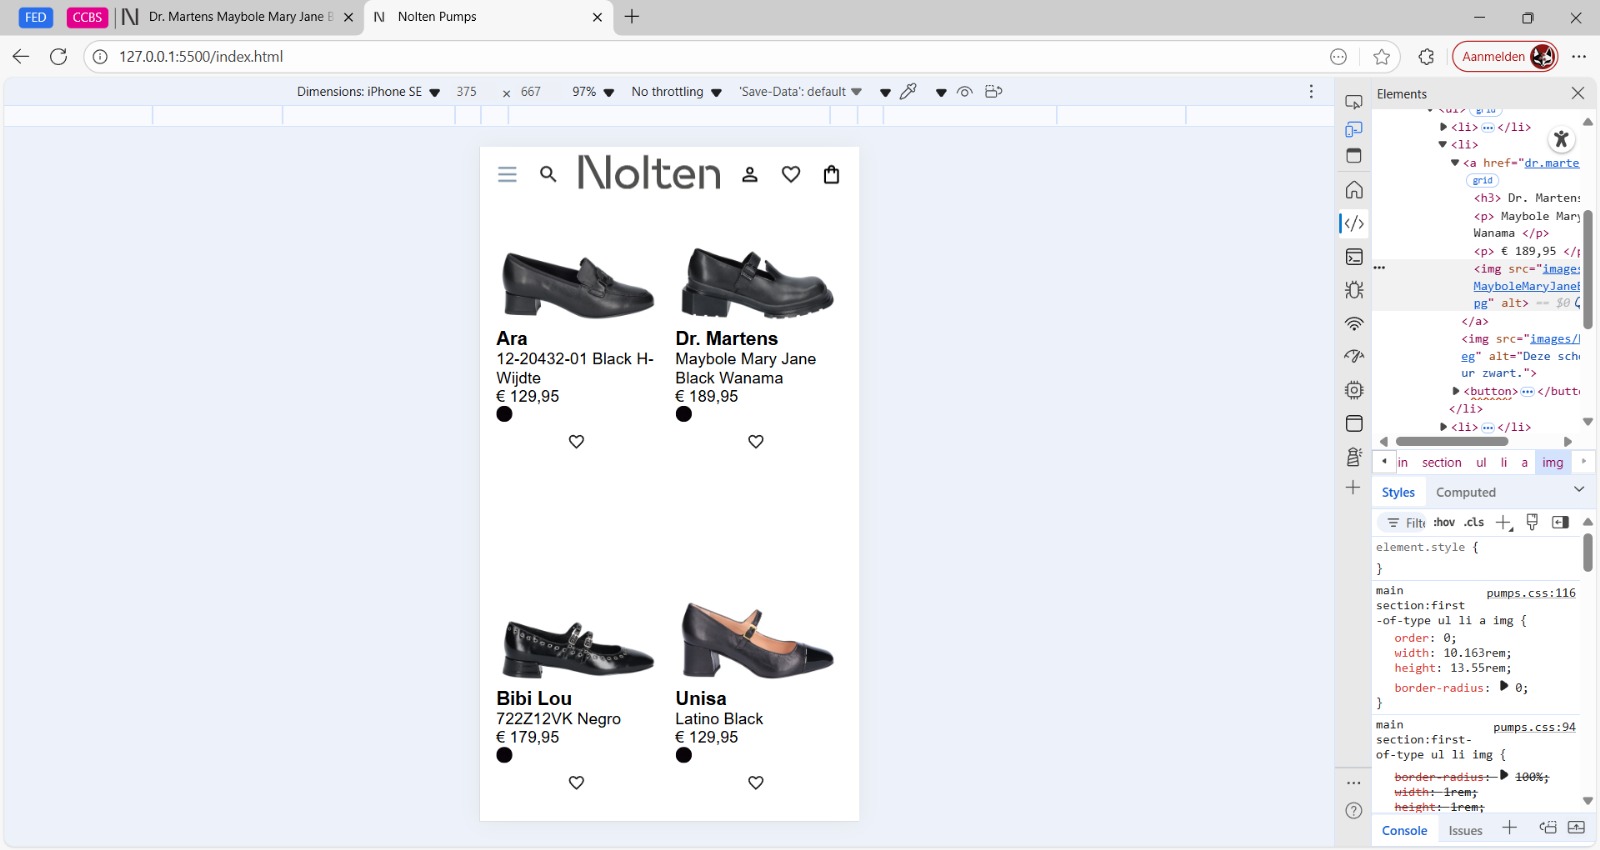 FED
CCBS
Dr. Martens Maybole Mary Jane B
Nolten Pumps
127.0.0.1:5500/index.html
Aanmelden
Dimensions: iPhone SE
375
×
667
97%
No throttling
'Save-Data': default
Nolten
Ara
12-20432-01 Black H-
Wijdte
€ 129,95
Dr. Martens
Maybole Mary Jane
Black Wanama
€ 189,95
Bibi Lou
722Z12VK Negro
€ 179,95
Unisa
Latino Black
€ 129,95
Elements
<ul> grid
<li> ••• </li>
<li>
<a href="dr.marte
grid
<h3> Dr. Martens
<p> Maybole Mary
Wanama </p>
<p> € 189,95 </p
<img src="images
MayboleMaryJaneB
pg" alt> == $0
</a>
<img src="images/
eg" alt="Deze sch
ur zwart.">
<button> ••• </butt
</li>
<li> ••• </li>
in section ul li a img
Styles Computed
Filte :hov .cls
element.style {
}
main pumps.css:116
section:first
-of-type ul li a img {
order: 0;
width: 10.163rem;
height: 13.55rem;
border-radius: 0;
}
main pumps.css:94
section:first-
of-type ul li img {
border-radius: 100%;
width: 1rem;
height: 1rem;
Console Issues